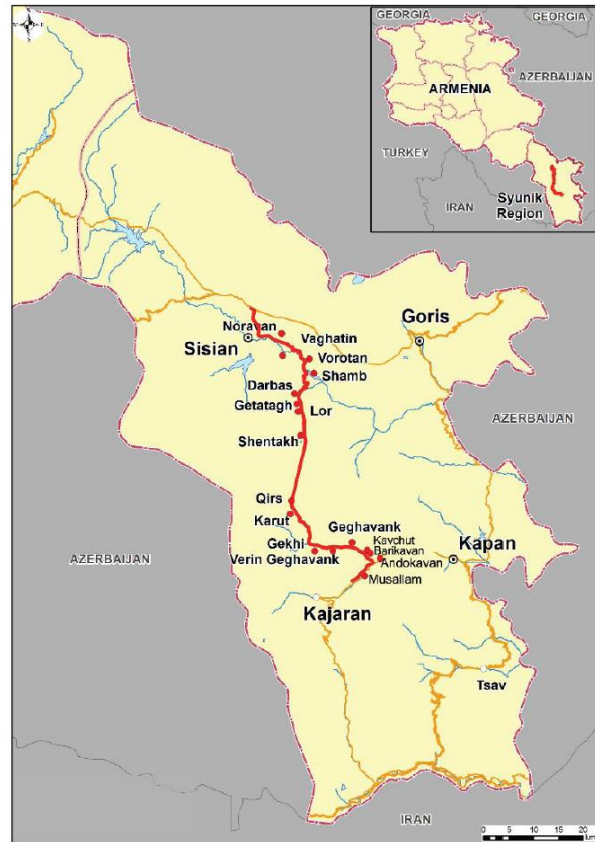 GEORGIA
GEORGIA
AZERBAIJAN
ARMENIA
TURKEY
IRAN
Syunik
Region
Goris
Noravan
Vaghatin
Sisian
Vorotan
Shamb
Darbas
Getatagh
Lor
Shentakh
AZERBAIJAN
Qirs
Karut
Geghavank
Kavchut
Gekhi
Barikavan
Kapan
AZERBAIJAN
Verin Geghavank
Andokavan
Musallam
Kajaran
Tsav
IRAN
0 5 10 15 20
km